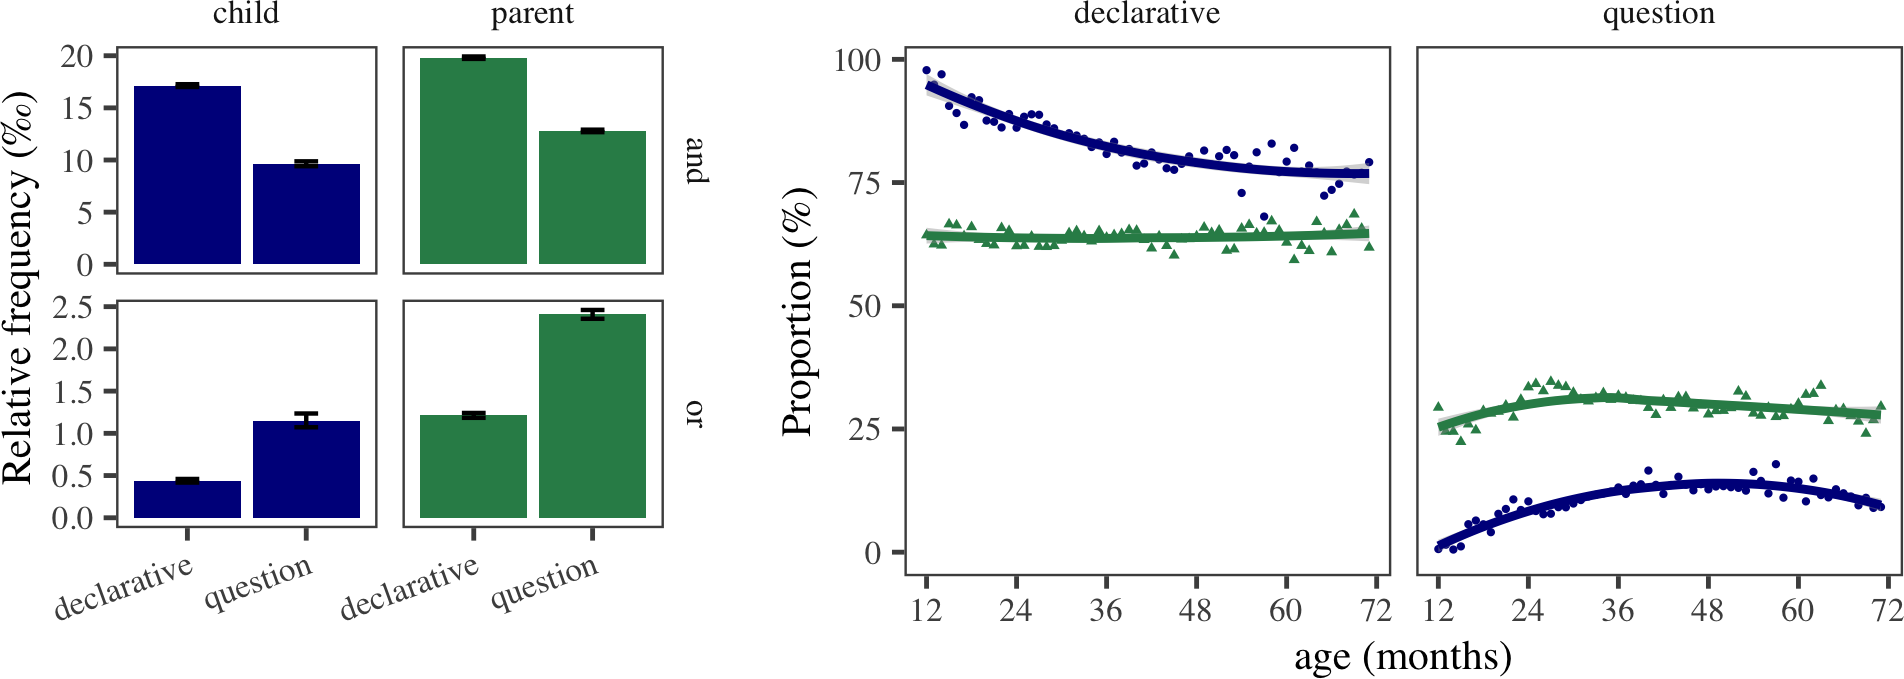 child
parent
Relative frequency (‰)
20
15
10
5
0
and
2.5
2.0
1.5
1.0
0.5
0.0
or
declarative
question
declarative
question
declarative
question
Proportion (%)
100
75
50
25
0
12 24 36 48 60 72
12 24 36 48 60 72
age (months)